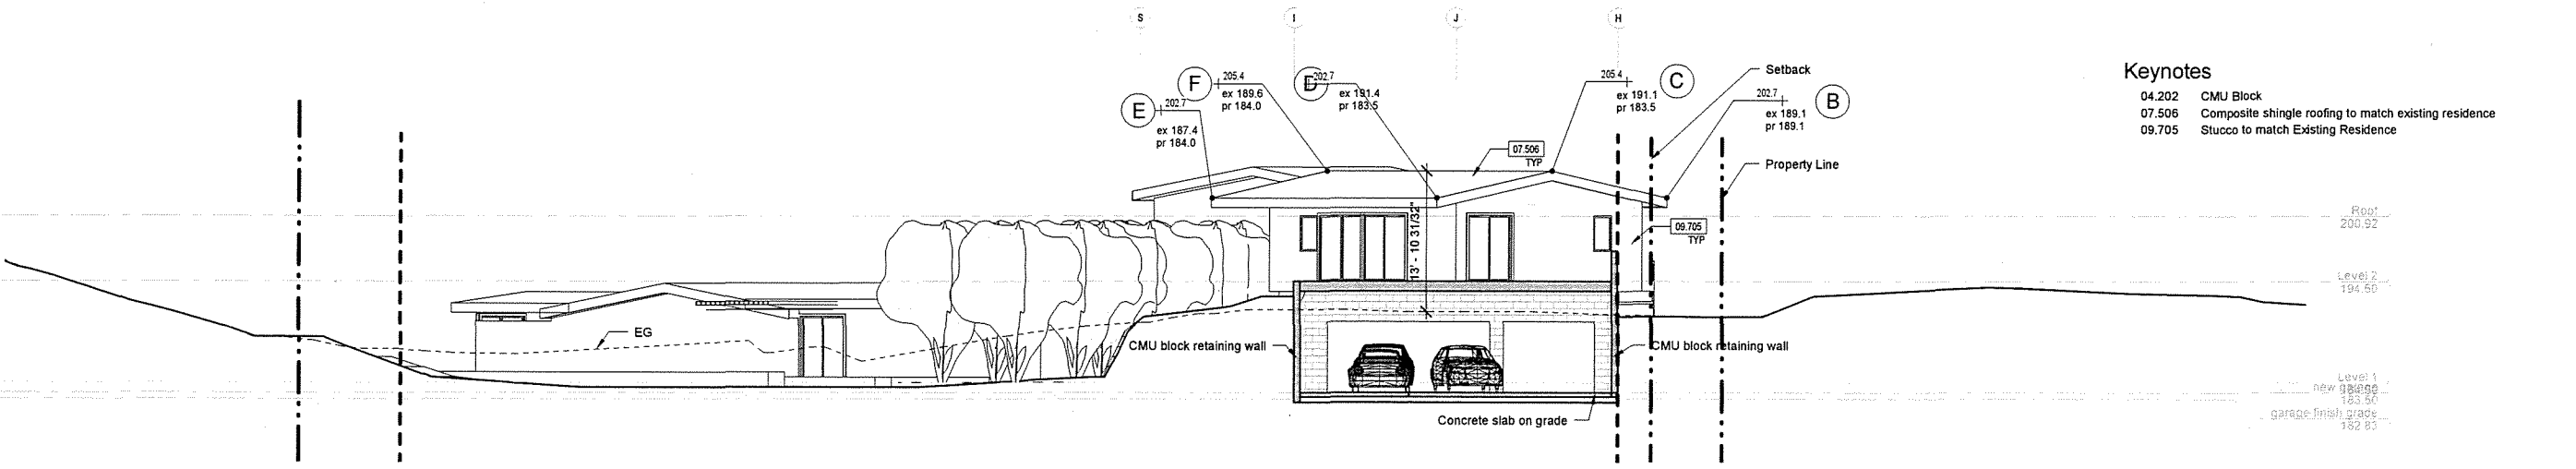 S
I
J
H
Keynotes
04.202 CMU Block
07.506 Composite shingle roofing to match existing residence
09.705 Stucco to match Existing Residence
Setback
Property Line
F
205.4
ex 189.6
pr 184.0
D
202.7
ex 191.4
pr 183.5
205.4
ex 191.1
pr 183.5
C
202.7
ex 189.1
pr 189.1
B
E
202.7
ex 187.4
pr 184.0
07.506
TYP
09.705
TYP
13' - 10 31/32"
Roof
200.92
Level 2
194.50
EG
CMU block retaining wall
CMU block retaining wall
Level 1
new garage
183.50
garage finish grade
182.83
Concrete slab on grade